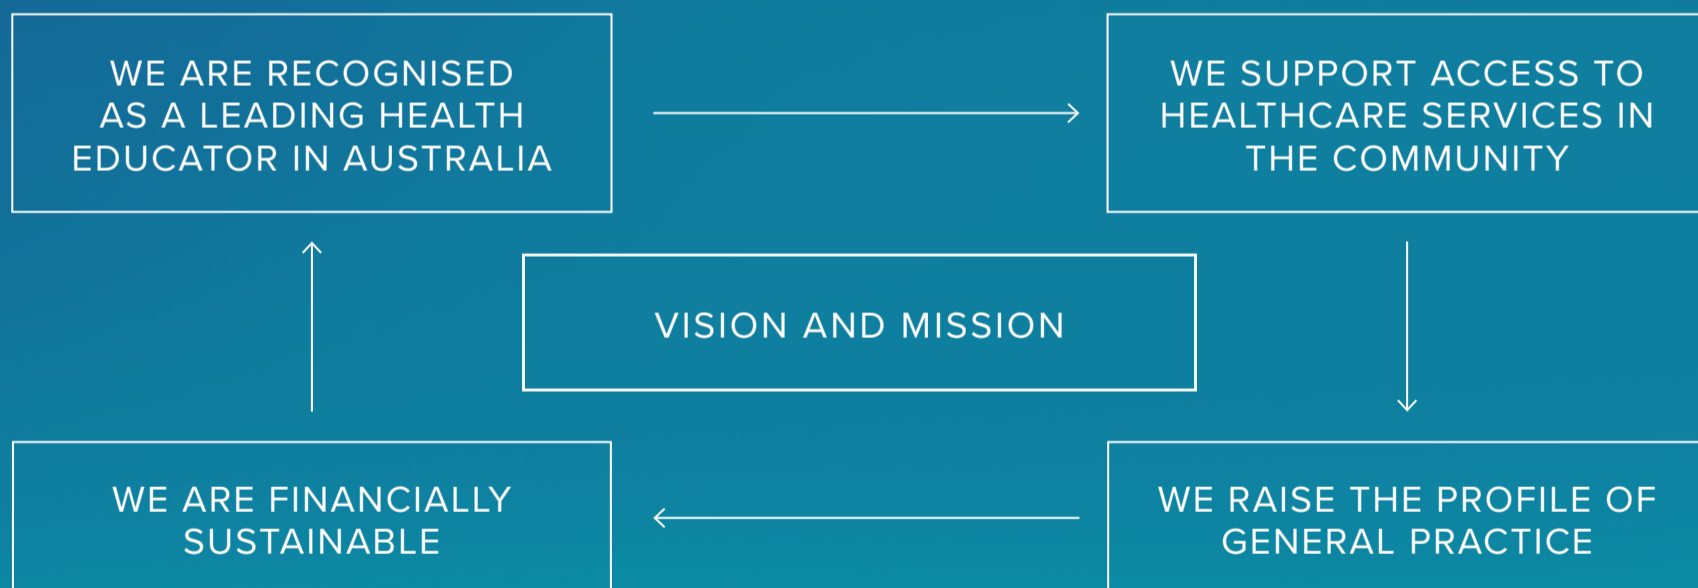 WE ARE RECOGNISED
AS A LEADING HEALTH
EDUCATOR IN AUSTRALIA
WE SUPPORT ACCESS TO
HEALTHCARE SERVICES IN
THE COMMUNITY
VISION AND MISSION
WE ARE FINANCIALLY
SUSTAINABLE
WE RAISE THE PROFILE OF
GENERAL PRACTICE